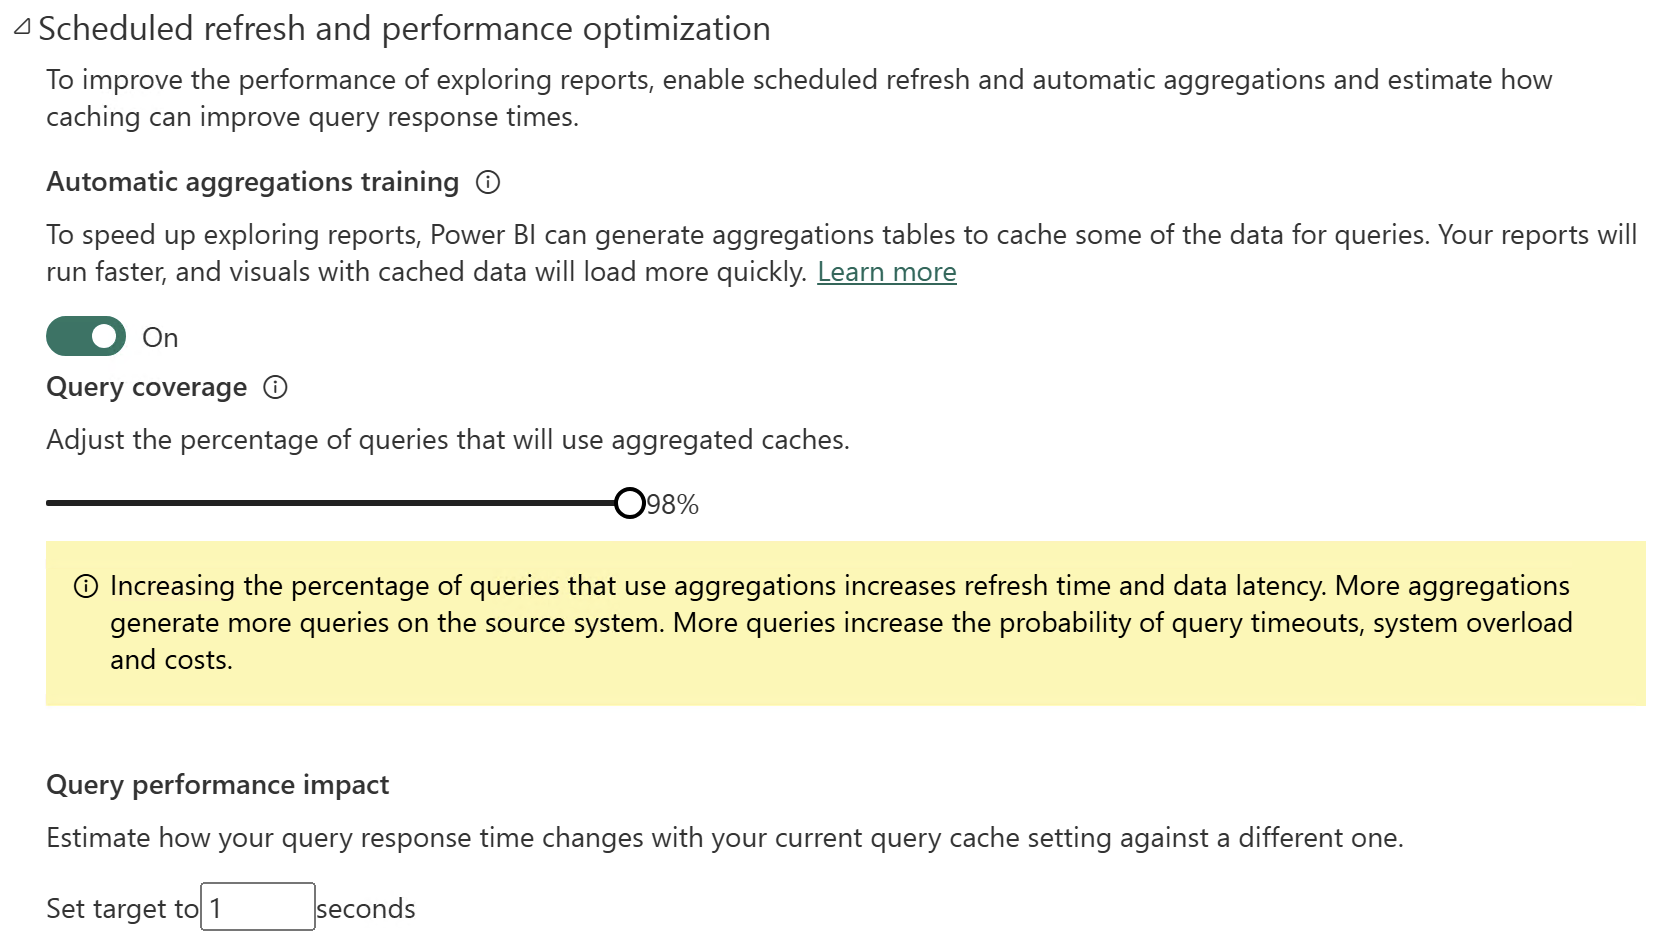 Scheduled refresh and performance optimization
To improve the performance of exploring reports, enable scheduled refresh and automatic aggregations and estimate how
caching can improve query response times.
Automatic aggregations training
To speed up exploring reports, Power BI can generate aggregations tables to cache some of the data for queries. Your reports will
run faster, and visuals with cached data will load more quickly. Learn more
On
Query coverage
Adjust the percentage of queries that will use aggregated caches.
98%
Increasing the percentage of queries that use aggregations increases refresh time and data latency. More aggregations
generate more queries on the source system. More queries increase the probability of query timeouts, system overload
and costs.
Query performance impact
Estimate how your query response time changes with your current query cache setting against a different one.
Set target to 1 seconds